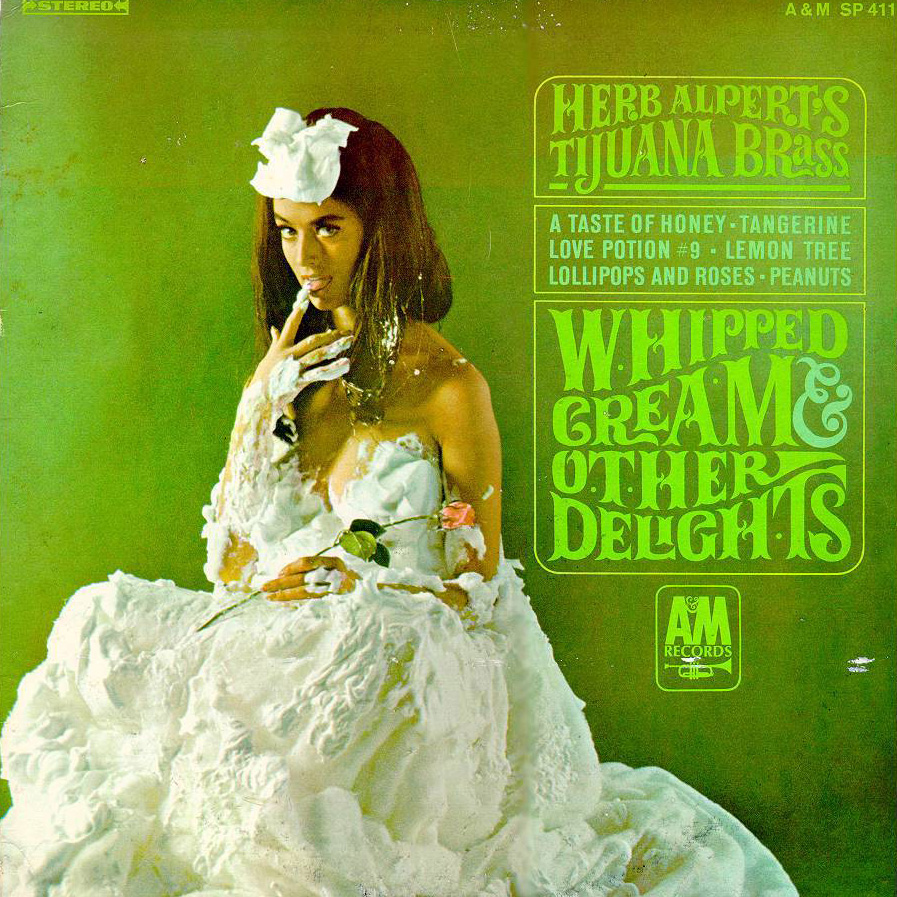 STEREO
A & M SP 411
HERB ALPERT'S
TIJUANA BRaSS
A TASTE OF HONEY • TANGERINE
LOVE POTION #9 • LEMON TREE
LOLLIPOPS AND ROSES • PEANUTS
WHIPPED
CREAM &
OTHER
DELIGHTS
A&M
RECORDS